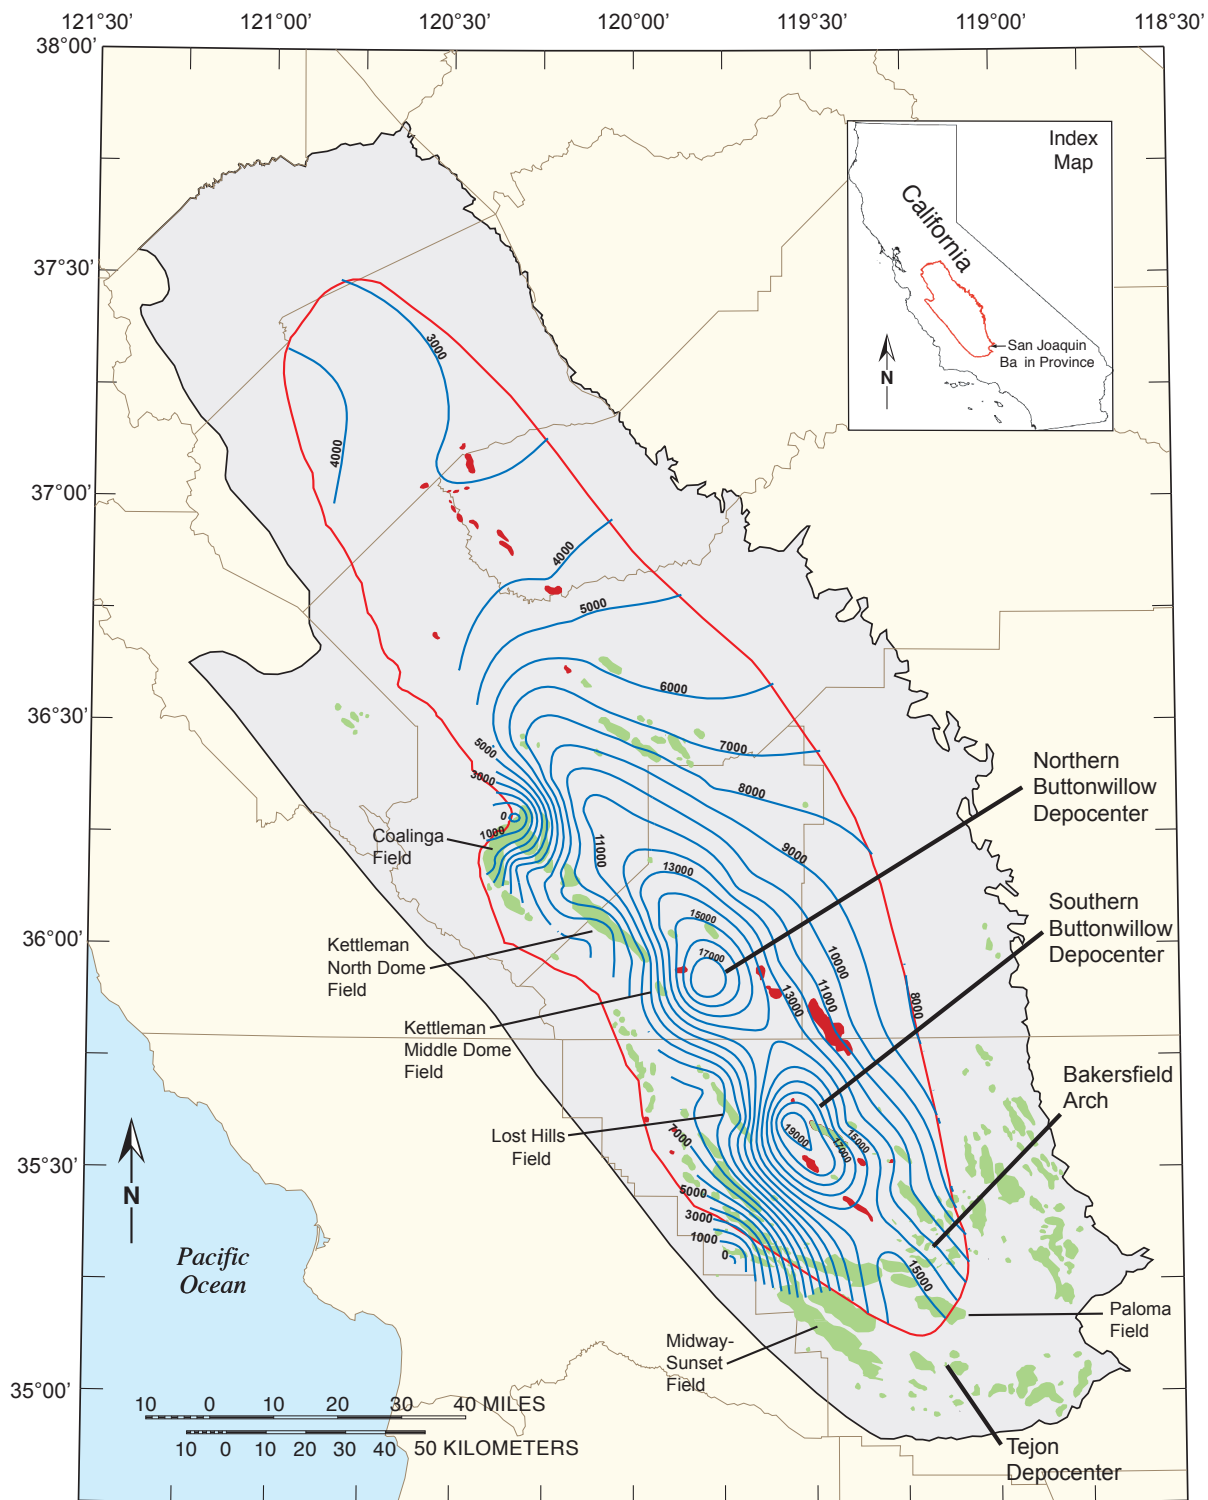 121°30'
121°00'
120°30'
120°00'
119°30'
119°00'
118°30'
38°00'
37°30'
37°00'
36°30'
36°00'
35°30'
35°00'
Index
Map
California
San Joaquin
Ba in Province
N
3000
4000
4000
5000
6000
7000
8000
9000
5000
3000
0
1000
11000
13000
15000
17000
10000
11000
13000
8000
19000
17000
15000
7000
5000
3000
1000
0
15000
Northern
Buttonwillow
Depocenter
Southern
Buttonwillow
Depocenter
Bakersfield
Arch
Coalinga
Field
Kettleman
North Dome
Field
Kettleman
Middle Dome
Field
Lost Hills
Field
Midway-
Sunset
Field
Paloma
Field
Tejon
Depocenter
N
Pacific
Ocean
10 0 10 20 30 40 MILES
10 0 10 20 30 40 50 KILOMETERS